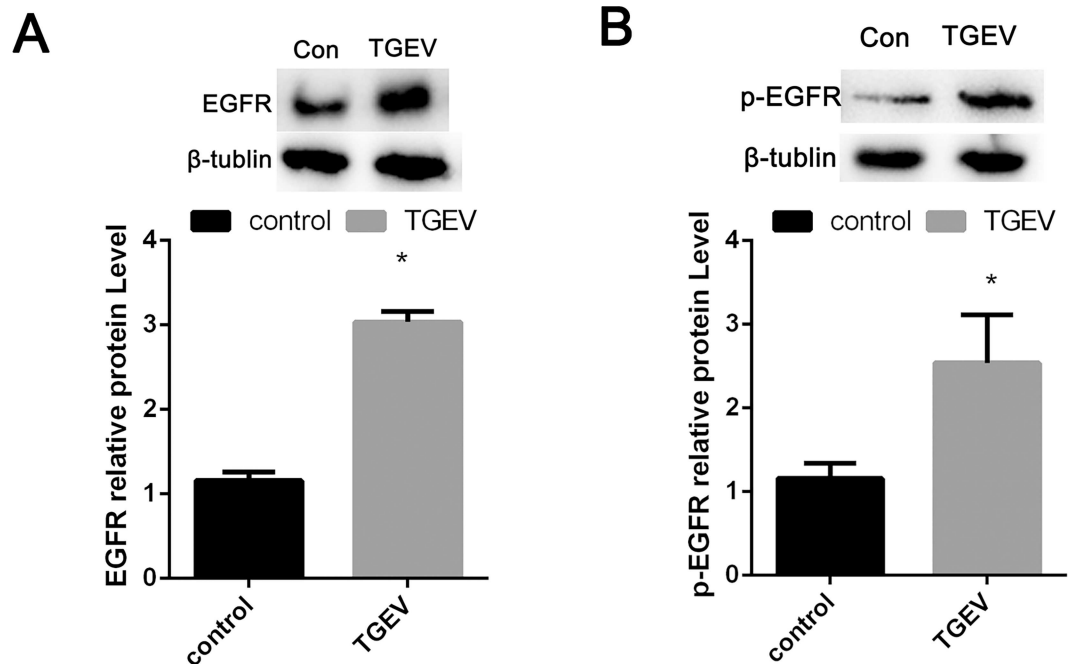 A
Con TGEV
EGFR
β-tublin
control TGEV
EGFR relative protein Level
4
3
2
1
0
*
control
TGEV
B
Con TGEV
p-EGFR
β-tublin
control TGEV
p-EGFR relative protein Level
4
3
2
1
0
*
control
TGEV